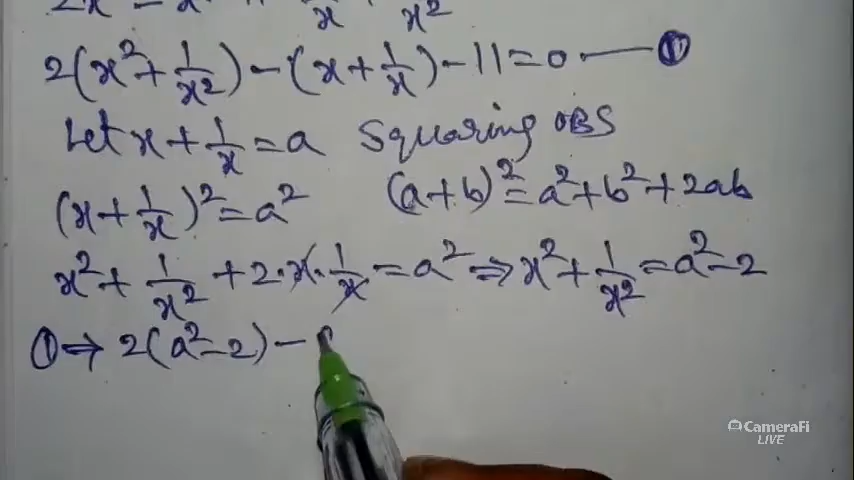 2(x² + 1/x²) - (x + 1/x) - 11 = 0 — ①
Let x + 1/x = a Squaring OBS
(x + 1/x)² = a² (a+b)² = a² + b² + 2ab
x² + 1/x² + 2·x·1/x = a² ⇒ x² + 1/x² = a² - 2
① ⇒ 2(a² - 2) -
CameraFi
LIVE